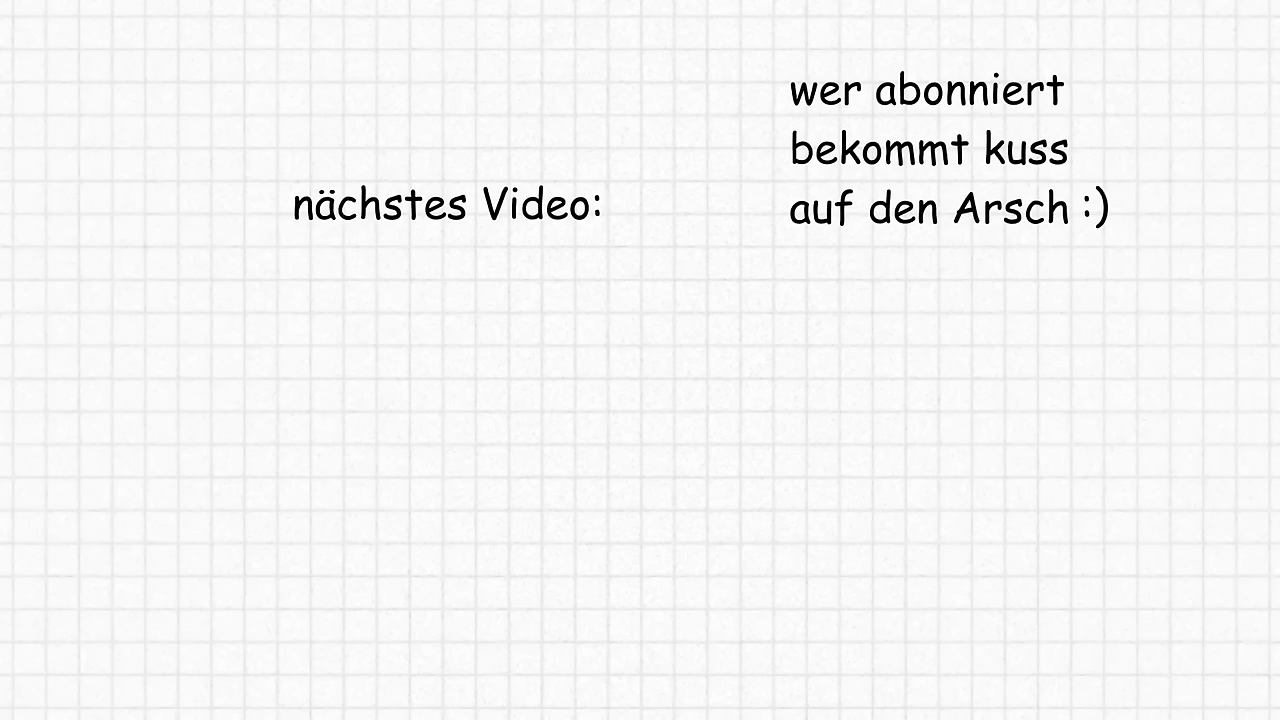 nächstes Video:
wer abonniert
bekommt kuss
auf den Arsch :)